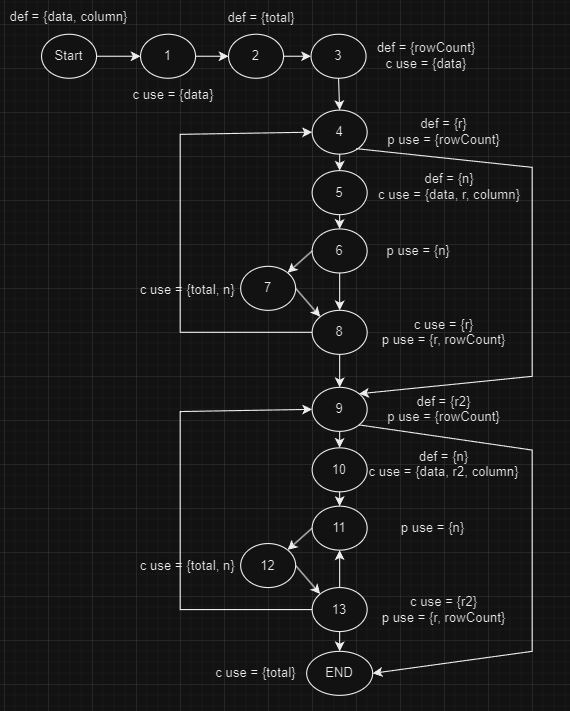 def = {data, column}
def = {total}
Start
1
2
3
def = {rowCount}
c use = {data}
c use = {data}
4
def = {r}
p use = {rowCount}
5
def = {n}
c use = {data, r, column}
6
p use = {n}
c use = {total, n}
7
8
c use = {r}
p use = {r, rowCount}
9
def = {r2}
p use = {rowCount}
10
def = {n}
c use = {data, r2, column}
11
p use = {n}
c use = {total, n}
12
13
c use = {r2}
p use = {r, rowCount}
c use = {total}
END